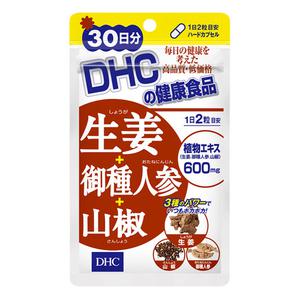 30日分
1日2粒目安
ハードカプセル
毎日の健康を
考えた
高品質・低価格
DHC
の健康食品
1日2粒目安
しょうが
生姜
+
おたねにんじん
御種人参
+
山椒
さんしょう
植物エキス
(生姜、御種人参、山椒)
600mg
3種のパワーで
いつもポカポカ!
生姜
山椒
御種人参
DHC